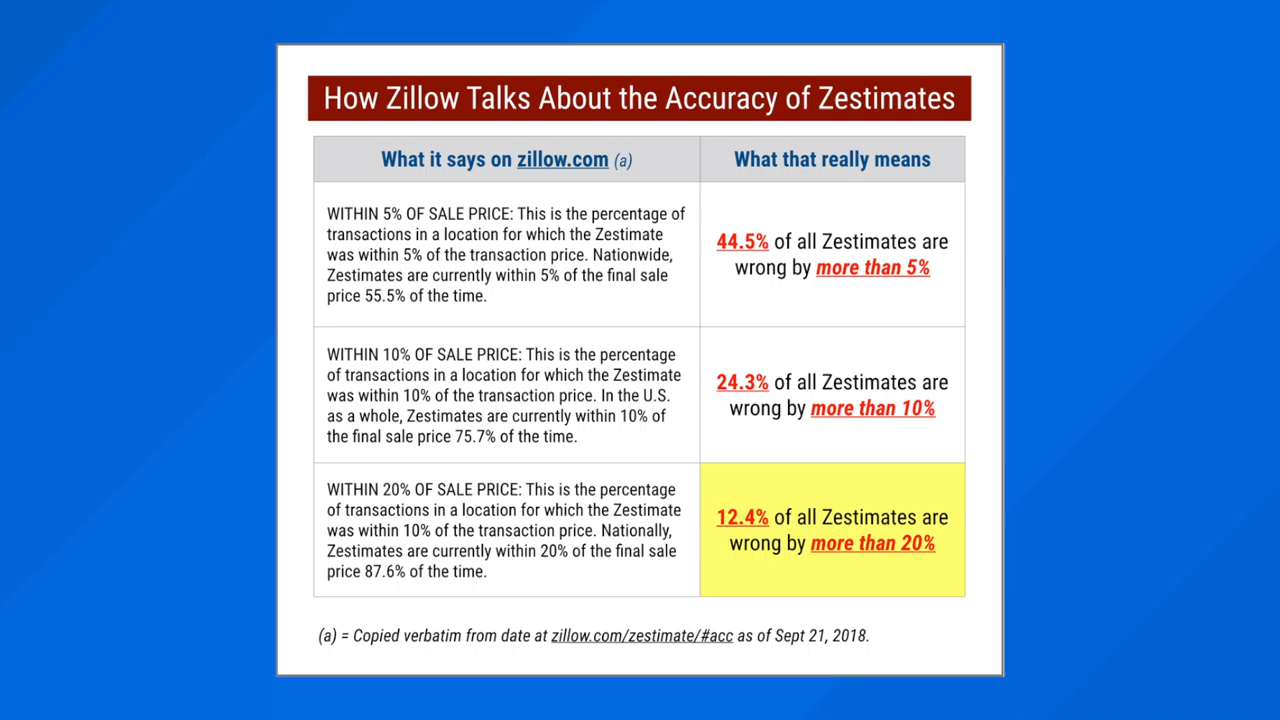 How Zillow Talks About the Accuracy of Zestimates
What it says on zillow.com (a)
What that really means
WITHIN 5% OF SALE PRICE: This is the percentage of
transactions in a location for which the Zestimate
was within 5% of the transaction price. Nationwide,
Zestimates are currently within 5% of the final sale
price 55.5% of the time.
44.5% of all Zestimates are
wrong by more than 5%
WITHIN 10% OF SALE PRICE: This is the percentage
of transactions in a location for which the Zestimate
was within 10% of the transaction price. In the U.S.
as a whole, Zestimates are currently within 10% of
the final sale price 75.7% of the time.
24.3% of all Zestimates are
wrong by more than 10%
WITHIN 20% OF SALE PRICE: This is the percentage
of transactions in a location for which the Zestimate
was within 10% of the transaction price. Nationally,
Zestimates are currently within 20% of the final sale
price 87.6% of the time.
12.4% of all Zestimates are
wrong by more than 20%
(a) = Copied verbatim from date at zillow.com/zestimate/#acc as of Sept 21, 2018.